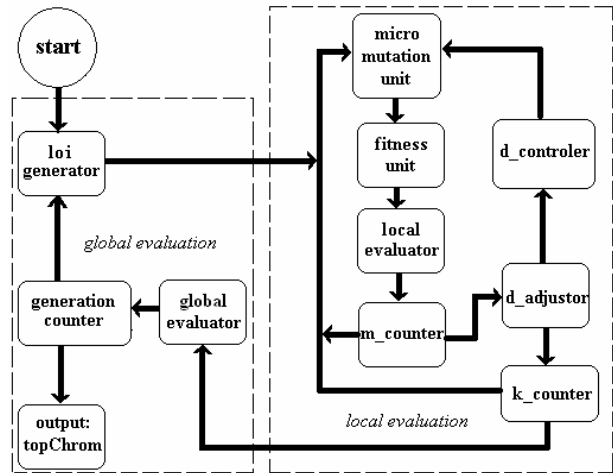 start
loi
generator
global evaluation
generation
counter
global
evaluator
output:
topChrom
micro
mutation
unit
fitness
unit
local
evaluator
m_counter
d_controler
d_adjustor
k_counter
local evaluation